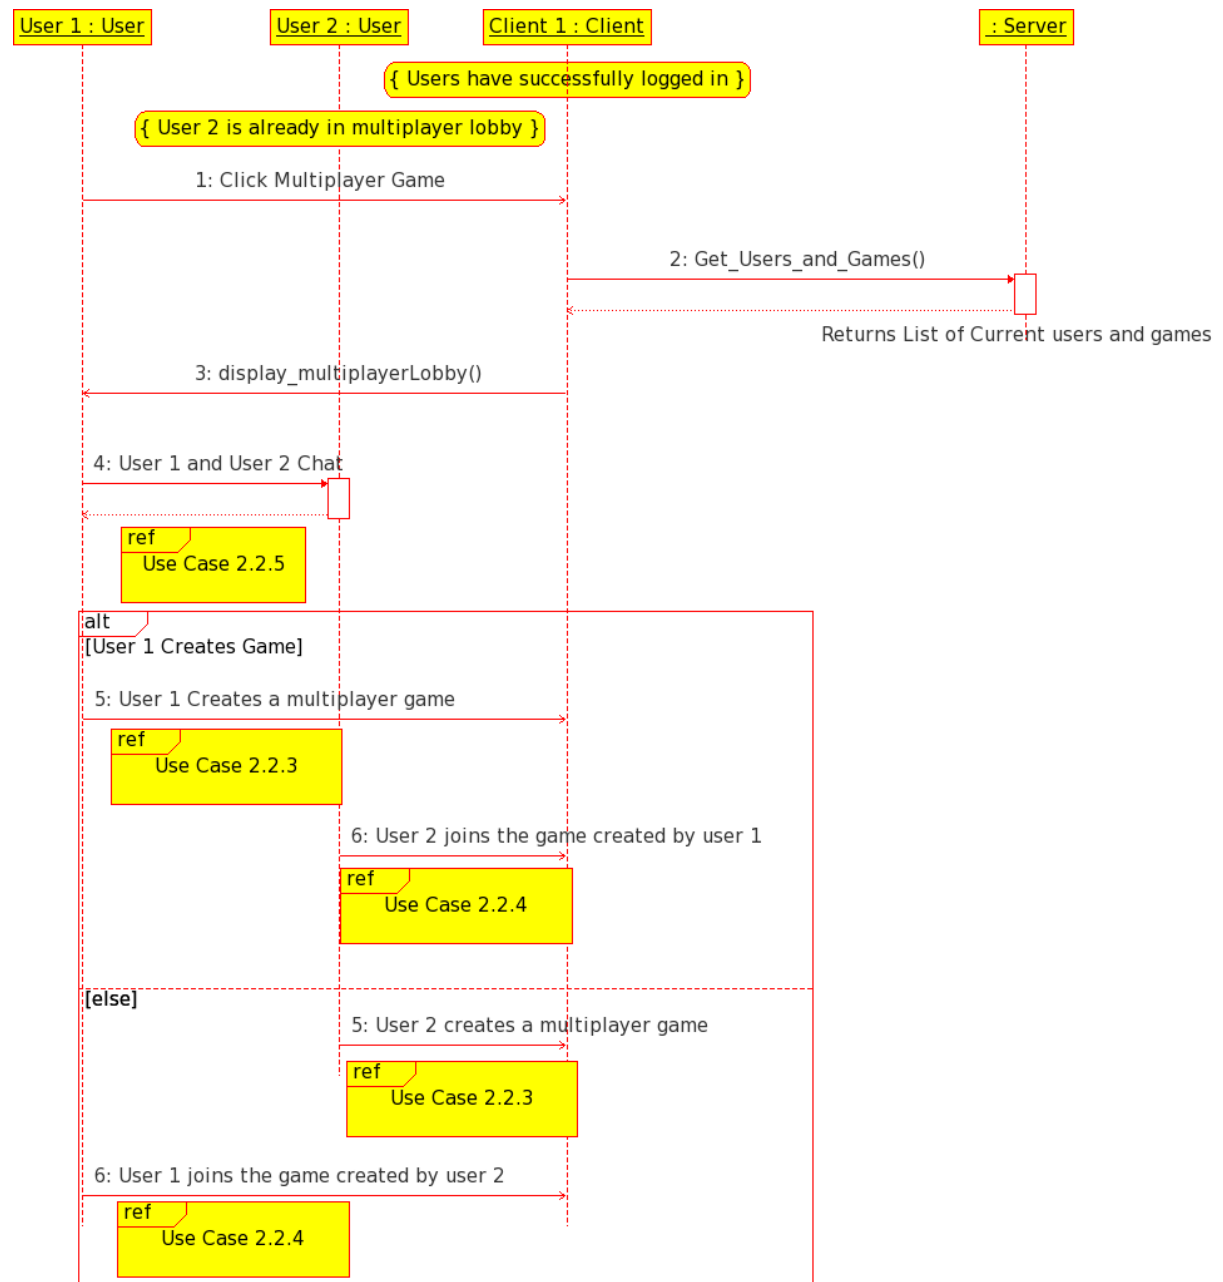 User 1 : User
User 2 : User
Client 1 : Client
: Server
{ Users have successfully logged in }
{ User 2 is already in multiplayer lobby }
1: Click Multiplayer Game
2: Get_Users_and_Games()
Returns List of Current users and games
3: display_multiplayerLobby()
4: User 1 and User 2 Chat
ref
Use Case 2.2.5
alt
[User 1 Creates Game]
5: User 1 Creates a multiplayer game
ref
Use Case 2.2.3
6: User 2 joins the game created by user 1
ref
Use Case 2.2.4
[else]
5: User 2 creates a multiplayer game
ref
Use Case 2.2.3
6: User 1 joins the game created by user 2
ref
Use Case 2.2.4